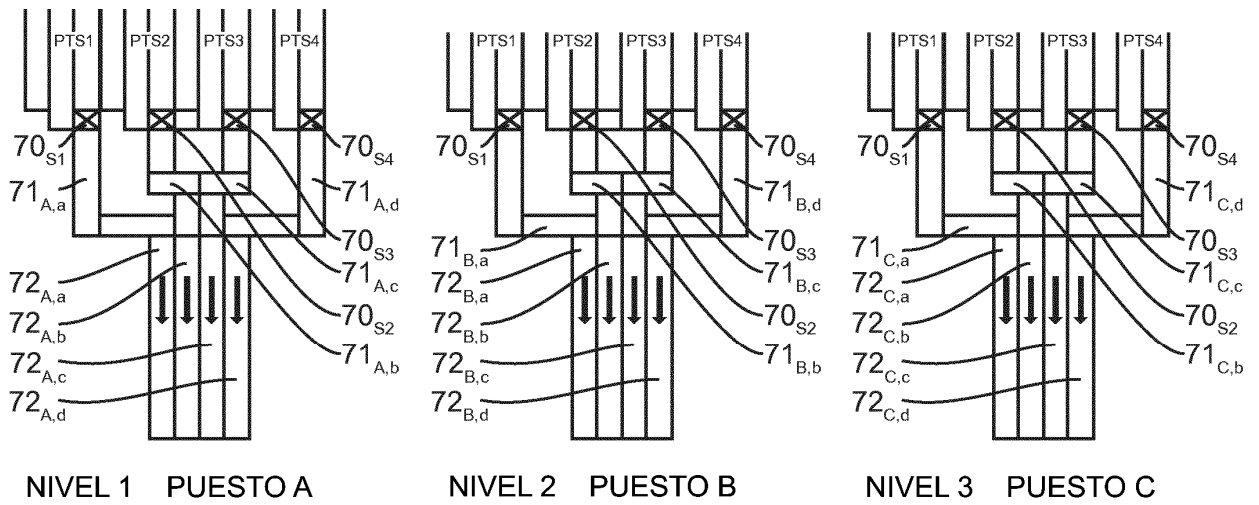 PTS1 PTS2 PTS3 PTS4
70S1 70S4
71A,a 71A,d
70S3
72A,a 71A,c
72A,b 70S2
72A,c 71A,b
72A,d
NIVEL 1 PUESTO A
PTS1 PTS2 PTS3 PTS4
70S1 70S4
71B,d
71B,a 70S3
72B,a 71B,c
72B,b 70S2
72B,c 71B,b
72B,d
NIVEL 2 PUESTO B
PTS1 PTS2 PTS3 PTS4
70S1 70S4
71C,d
71C,a 70S3
72C,a 71C,c
72C,b 70S2
72C,c 71C,b
72C,d
NIVEL 3 PUESTO C